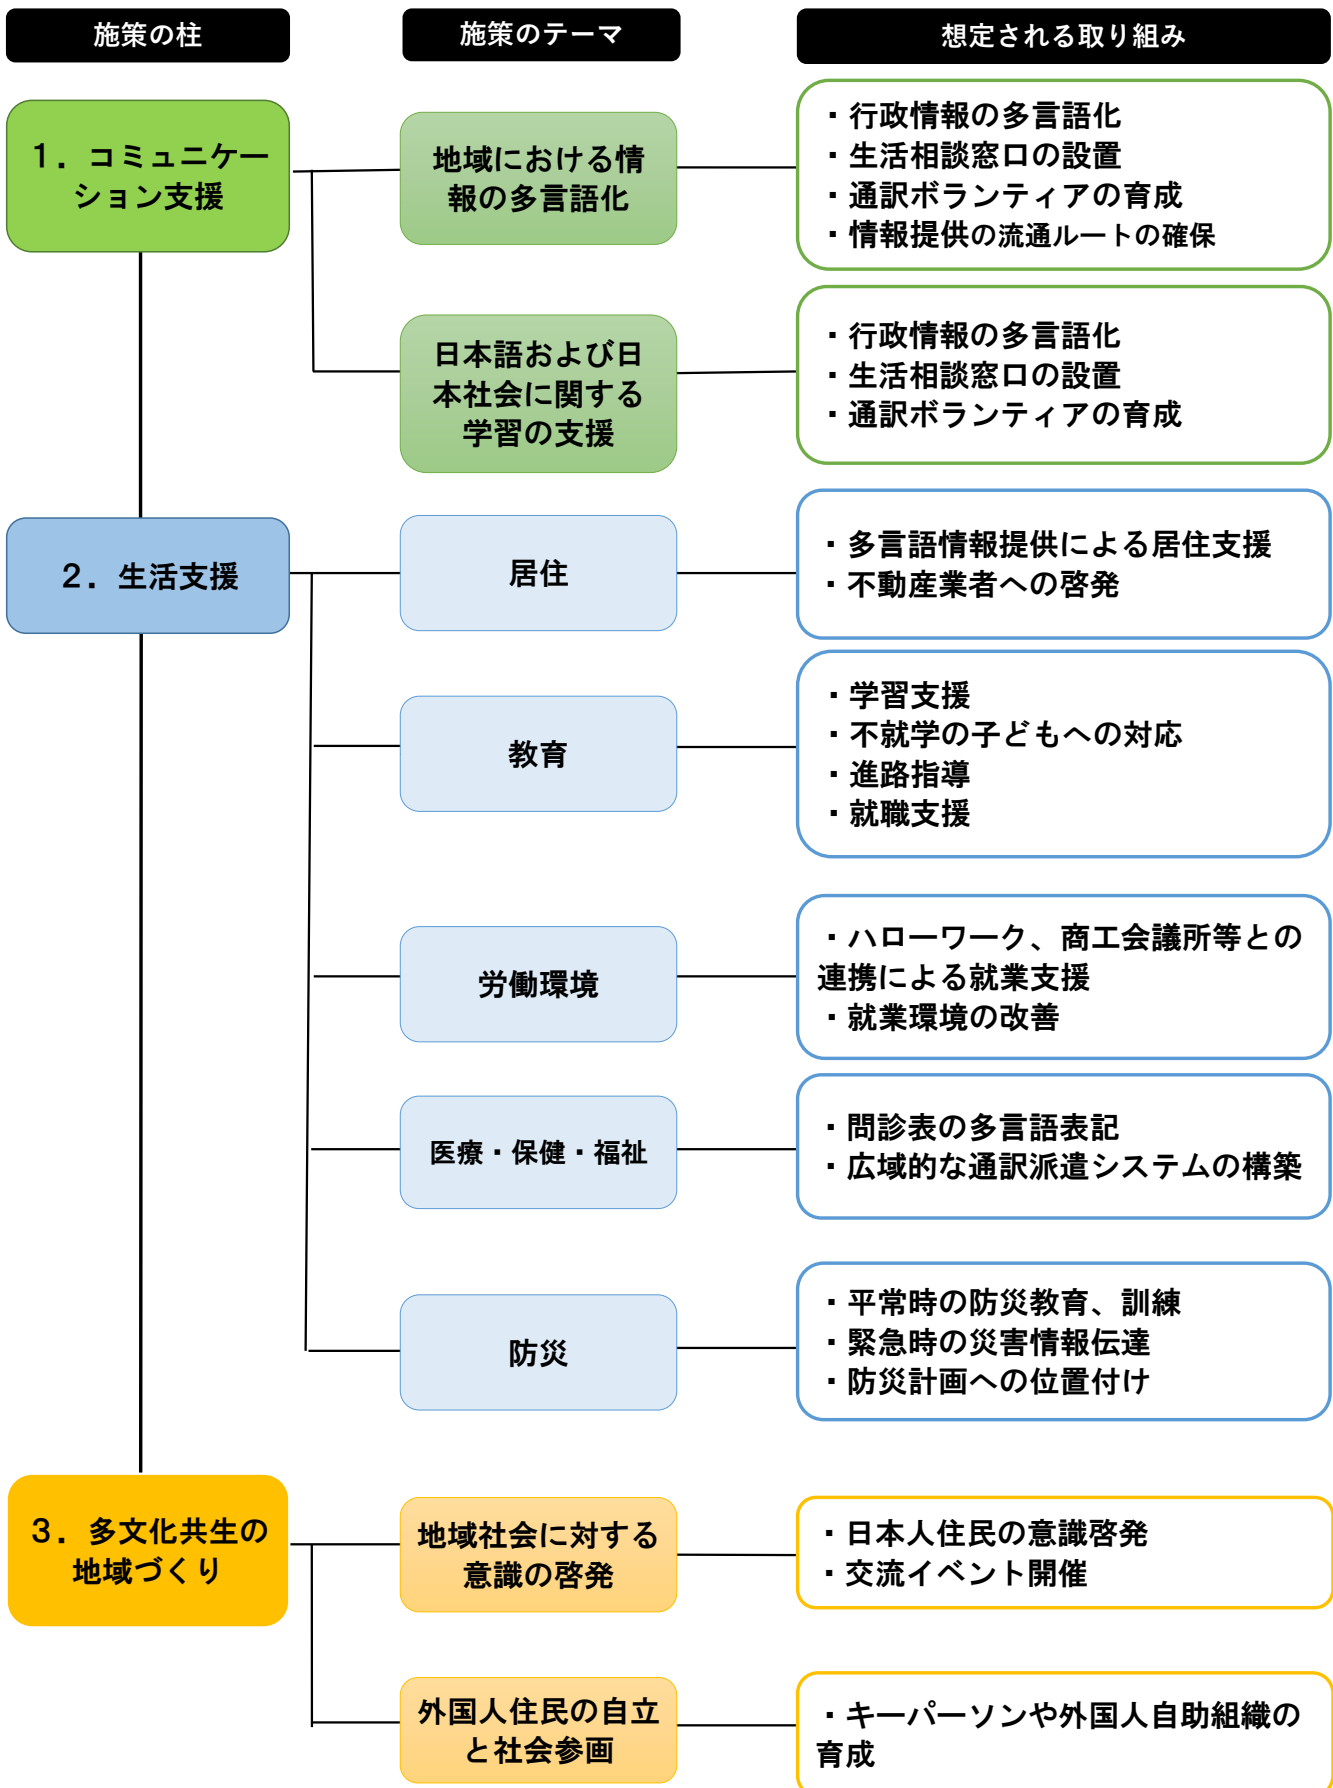 施策の柱
施策のテーマ
想定される取り組み
１．コミュニケー
ション支援
地域における情
報の多言語化
・行政情報の多言語化
・生活相談窓口の設置
・通訳ボランティアの育成
・情報提供の流通ルートの確保
日本語および日
本社会に関する
学習の支援
・行政情報の多言語化
・生活相談窓口の設置
・通訳ボランティアの育成
２．生活支援
居住
・多言語情報提供による居住支援
・不動産業者への啓発
教育
・学習支援
・不就学の子どもへの対応
・進路指導
・就職支援
労働環境
・ハローワーク、商工会議所等との
連携による就業支援
・就業環境の改善
医療・保健・福祉
・問診表の多言語表記
・広域的な通訳派遣システムの構築
防災
・平常時の防災教育、訓練
・緊急時の災害情報伝達
・防災計画への位置付け
３．多文化共生の
地域づくり
地域社会に対する
意識の啓発
・日本人住民の意識啓発
・交流イベント開催
外国人住民の自立
と社会参画
・キーパーソンや外国人自助組織の
育成